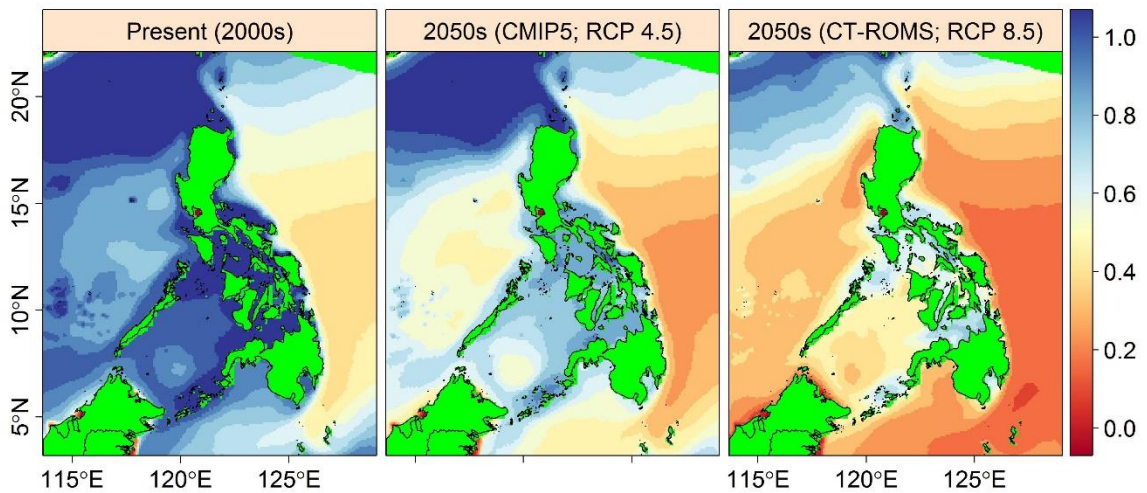 Present (2000s)
2050s (CMIP5; RCP 4.5)
2050s (CT-ROMS; RCP 8.5)
20°N
15°N
10°N
5°N
115°E
120°E
125°E
115°E
120°E
125°E
1.0
0.8
0.6
0.4
0.2
0.0